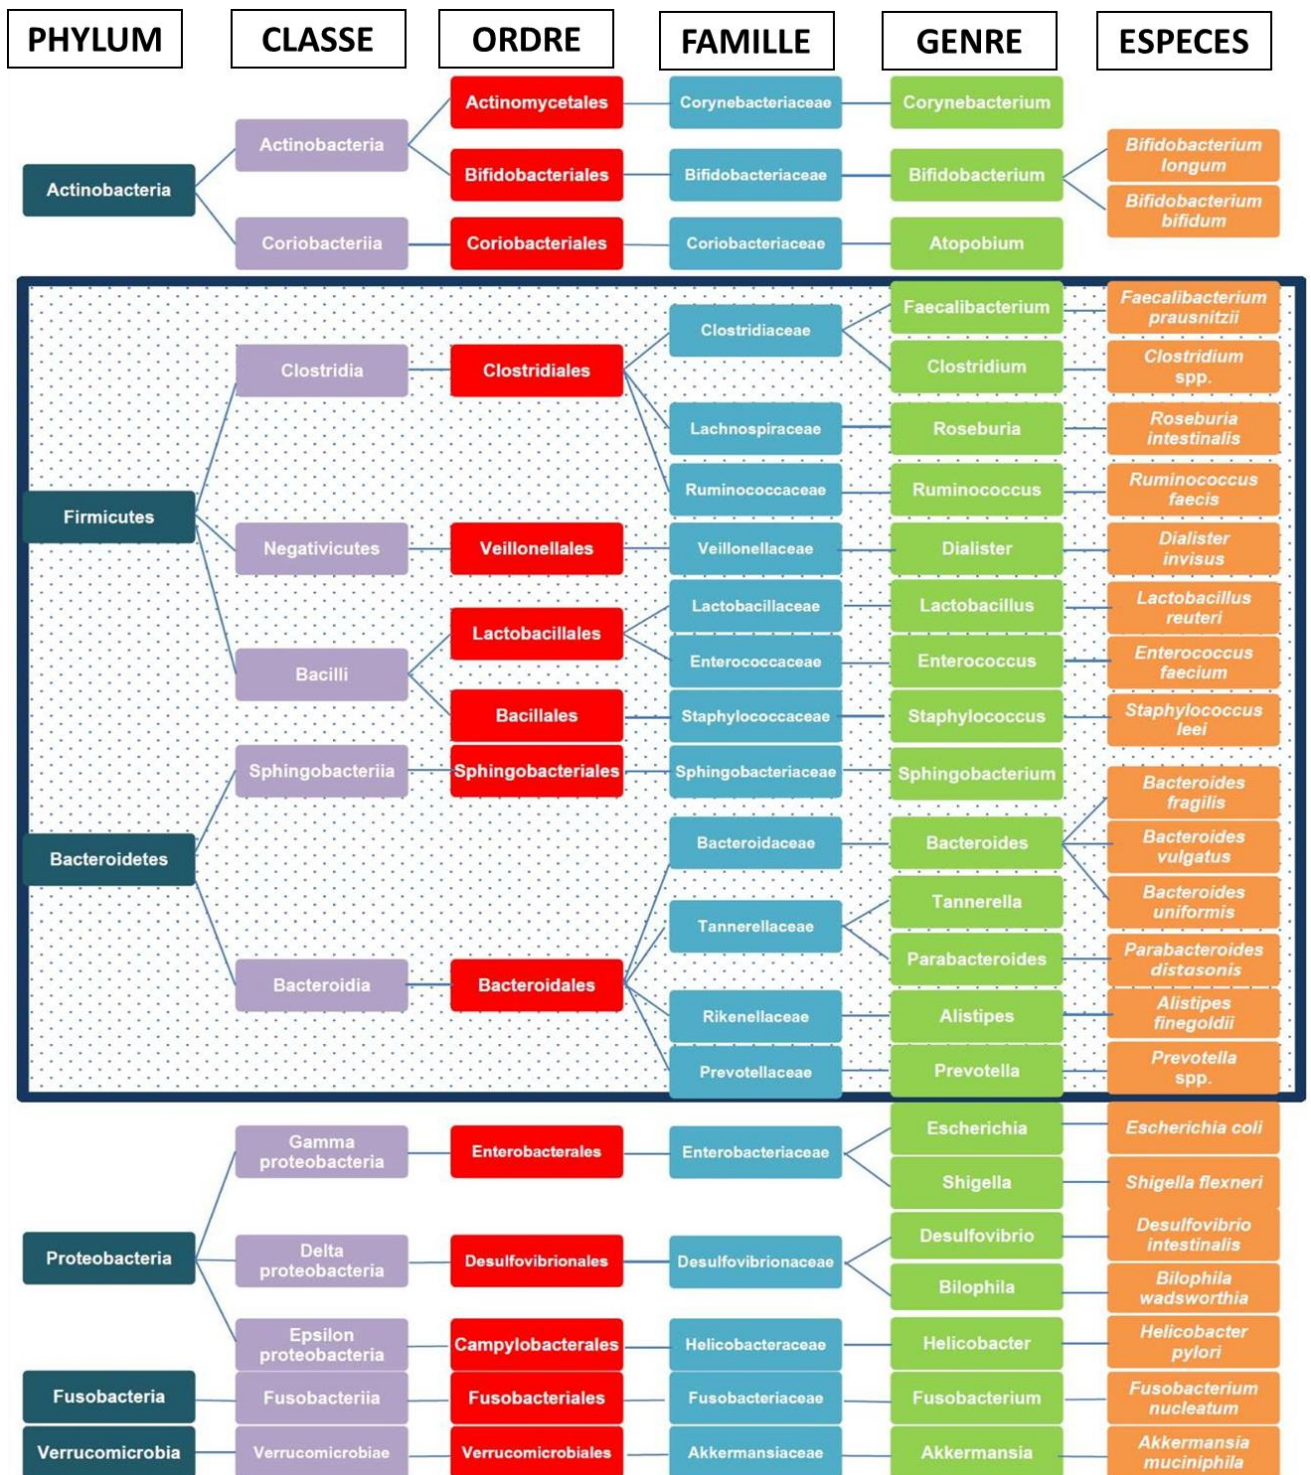 PHYLUM
CLASSE
ORDRE
FAMILLE
GENRE
ESPECES
Actinobacteria
Actinobacteria
Actinomycetales
Corynebacteriaceae
Corynebacterium
Bifidobacteriales
Bifidobacteriaceae
Bifidobacterium
Bifidobacterium
longum
Bifidobacterium
bifidum
Coriobacteriia
Coriobacteriales
Coriobacteriaceae
Atopobium
Firmicutes
Clostridia
Clostridiales
Clostridiaceae
Faecalibacterium
Faecalibacterium
prausnitzii
Clostridium
Clostridium
spp.
Lachnospiraceae
Roseburia
Roseburia
intestinalis
Ruminococcaceae
Ruminococcus
Ruminococcus
faecis
Negativicutes
Veillonellales
Veillonellaceae
Dialister
Dialister
invisus
Bacilli
Lactobacillales
Lactobacillaceae
Lactobacillus
Lactobacillus
reuteri
Enterococcaceae
Enterococcus
Enterococcus
faecium
Bacillales
Staphylococcaceae
Staphylococcus
Staphylococcus
leei
Bacteroidetes
Sphingobacteriia
Sphingobacteriales
Sphingobacteriaceae
Sphingobacterium
Bacteroidia
Bacteroidales
Bacteroidaceae
Bacteroides
Bacteroides
fragilis
Bacteroides
vulgatus
Bacteroides
uniformis
Tannerellaceae
Tannerella
Parabacteroides
Parabacteroides
distasonis
Rikenellaceae
Alistipes
Alistipes
finegoldii
Prevotellaceae
Prevotella
Prevotella
spp.
Proteobacteria
Gamma
proteobacteria
Enterobacterales
Enterobacteriaceae
Escherichia
Escherichia coli
Shigella
Shigella flexneri
Delta
proteobacteria
Desulfovibrionales
Desulfovibrionaceae
Desulfovibrio
Desulfovibrio
intestinalis
Bilophila
Bilophila
wadsworthia
Epsilon
proteobacteria
Campylobacterales
Helicobacteraceae
Helicobacter
Helicobacter
pylori
Fusobacteria
Fusobacteriia
Fusobacteriales
Fusobacteriaceae
Fusobacterium
Fusobacterium
nucleatum
Verrucomicrobia
Verrucomicrobiae
Verrucomicrobiales
Akkermansiaceae
Akkermansia
Akkermansia
muciniphila